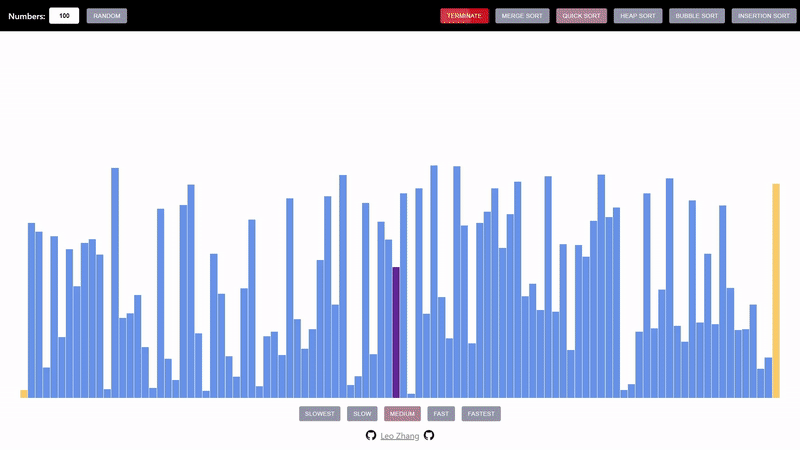 Numbers: 100 RANDOM TERMINATE MERGE SORT QUICK SORT HEAP SORT BUBBLE SORT INSERTION SORT
SLOWEST SLOW MEDIUM FAST FASTEST
Leo Zhang